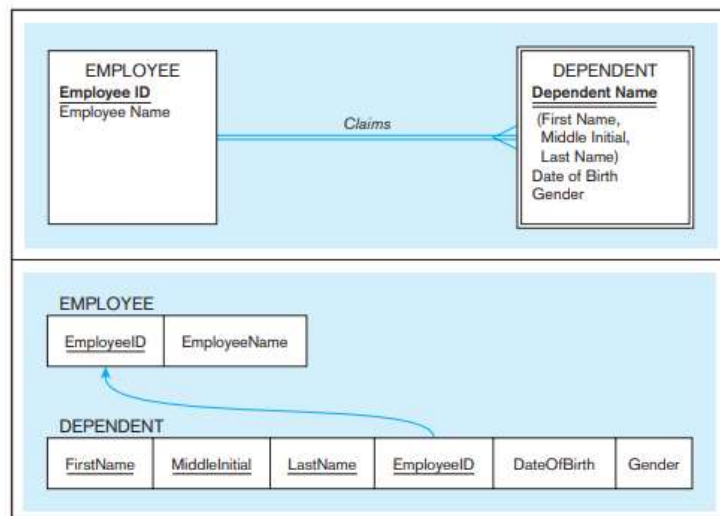 EMPLOYEE
Employee ID
Employee Name
Claims
DEPENDENT
Dependent Name
(First Name,
Middle Initial,
Last Name)
Date of Birth
Gender
EMPLOYEE
EmployeeID EmployeeName
DEPENDENT
FirstName MiddleInitial LastName EmployeeID DateOfBirth Gender